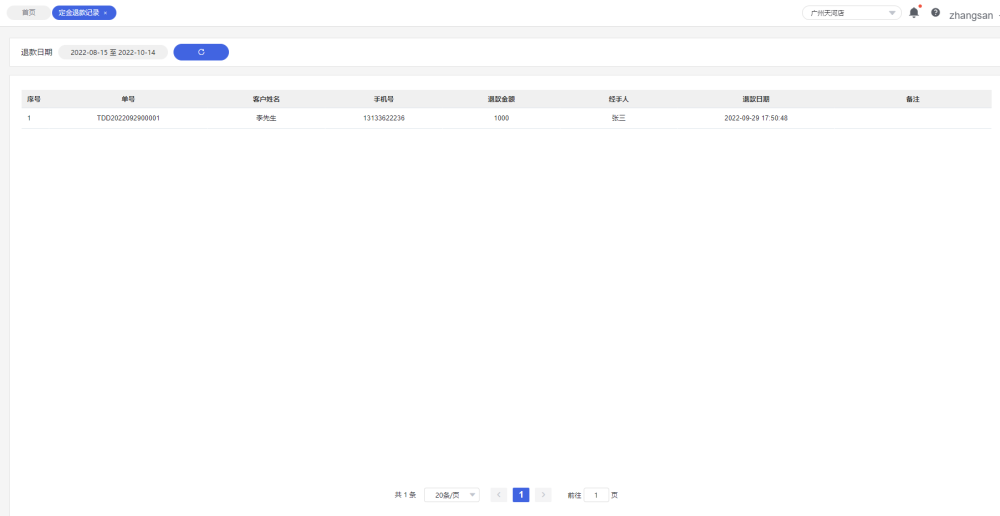 首页 定金退款记录 × 广州天河店 zhangsan
退款日期 2022-08-15 至 2022-10-14
序号 单号 客户姓名 手机号 退款金额 经手人 退款日期 备注
1 TDD2022092900001 李先生 13133622236 1000 张三 2022-09-29 17:50:48
共 1 条 20条/页 1 前往 1 页